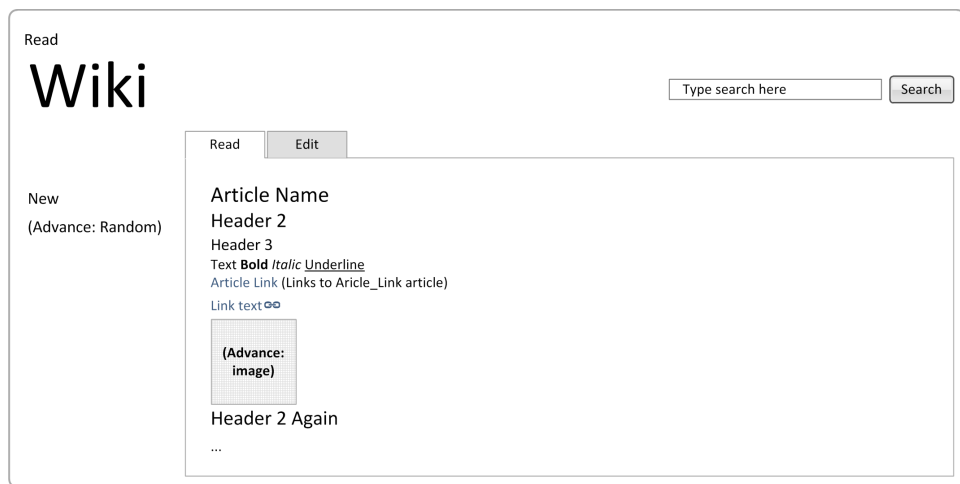 Read
Wiki
Type search here
Search
Read
Edit
New
(Advance: Random)
Article Name
Header 2
Header 3
Text Bold Italic Underline
Article Link (Links to Aricle_Link article)
Link text
(Advance:
image)
Header 2 Again
...